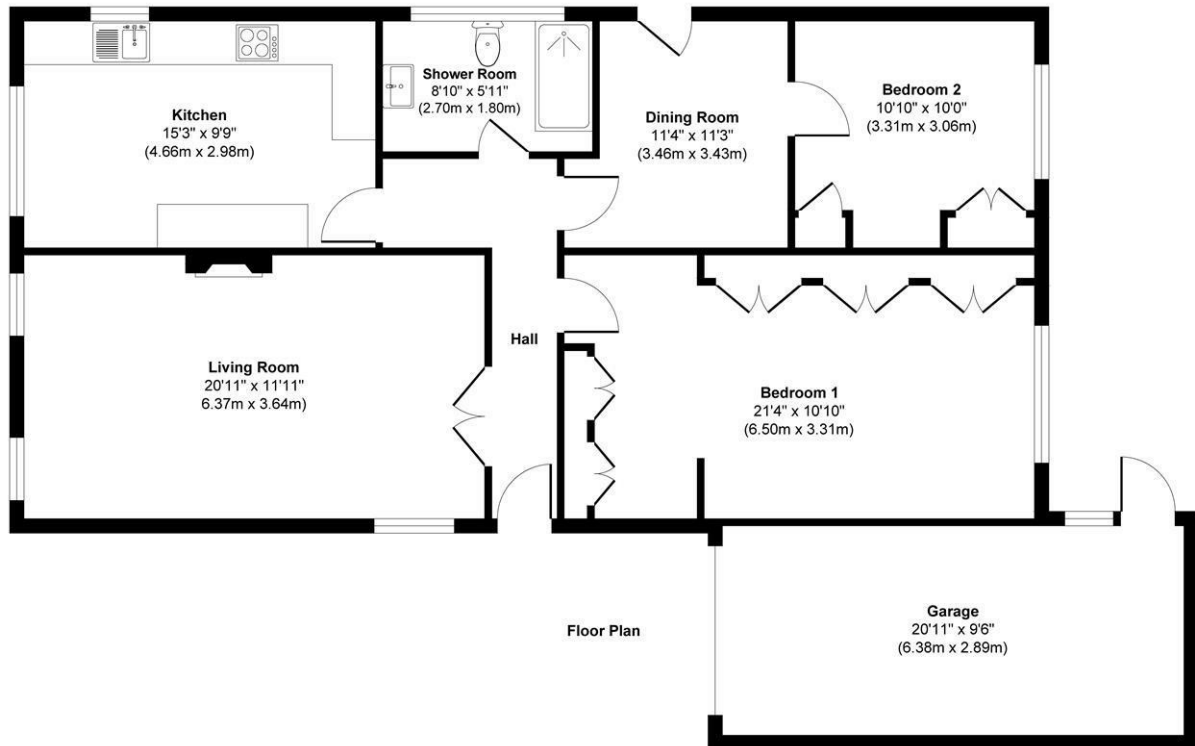 Kitchen
15'3" x 9'9"
(4.66m x 2.98m)
Shower Room
8'10" x 5'11"
(2.70m x 1.80m)
Dining Room
11'4" x 11'3"
(3.46m x 3.43m)
Bedroom 2
10'10" x 10'0"
(3.31m x 3.06m)
Living Room
20'11" x 11'11"
6.37m x 3.64m)
Hall
Bedroom 1
21'4" x 10'10"
(6.50m x 3.31m)
Floor Plan
Garage
20'11" x 9'6"
(6.38m x 2.89m)